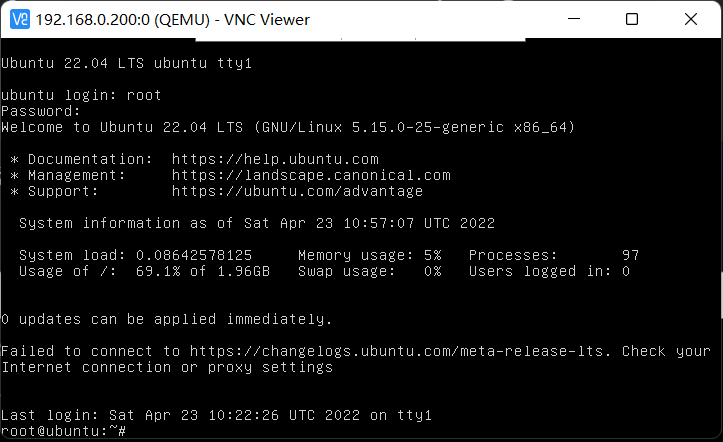 VC 192.168.0.200:0 (QEMU) - VNC Viewer
Ubuntu 22.04 LTS ubuntu tty1
ubuntu login: root
Password:
Welcome to Ubuntu 22.04 LTS (GNU/Linux 5.15.0-25-generic x86_64)
* Documentation:  https://help.ubuntu.com
* Management:     https://landscape.canonical.com
* Support:        https://ubuntu.com/advantage
System information as of Sat Apr 23 10:57:07 UTC 2022
System load: 0.08642578125     Memory usage: 5%   Processes:       97
Usage of /:  69.1% of 1.96GB   Swap usage:   0%   Users logged in: 0
0 updates can be applied immediately.
Failed to connect to https://changelogs.ubuntu.com/meta-release-lts. Check your
Internet connection or proxy settings
Last login: Sat Apr 23 10:22:26 UTC 2022 on tty1
root@ubuntu:~#